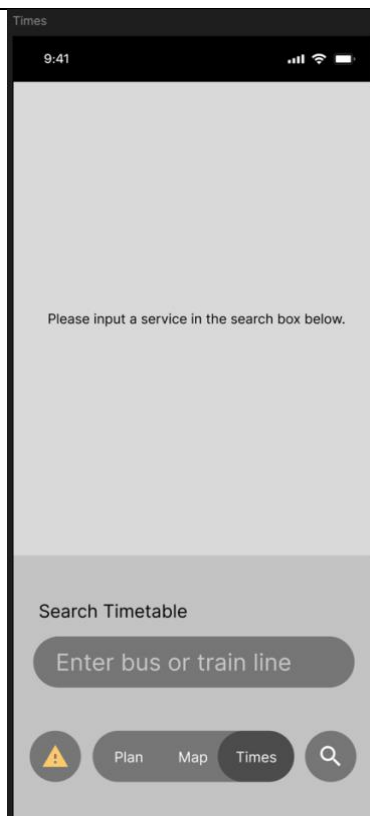 Times
9:41
Please input a service in the search box below.
Search Timetable
Enter bus or train line
Plan Map Times